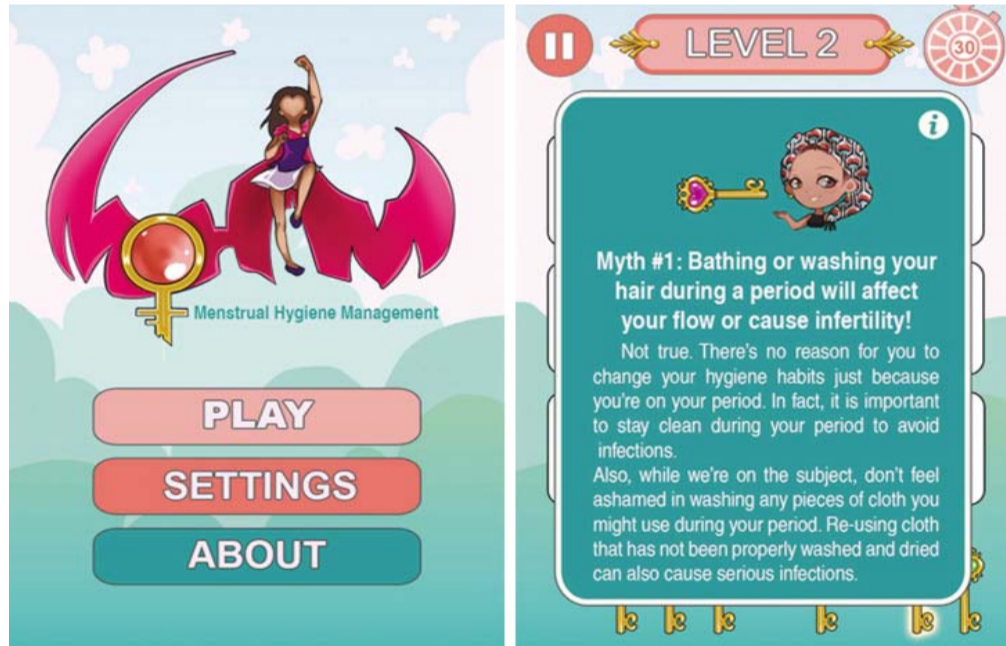 MOHIM
Menstrual Hygiene Management
PLAY
SETTINGS
ABOUT
LEVEL 2
30
i
Myth #1: Bathing or washing your
hair during a period will affect
your flow or cause infertility!
Not true. There's no reason for you to
change your hygiene habits just because
you're on your period. In fact, it is important
to stay clean during your period to avoid
infections.
Also, while we're on the subject, don't feel
ashamed in washing any pieces of cloth you
might use during your period. Re-using cloth
that has not been properly washed and dried
can also cause serious infections.